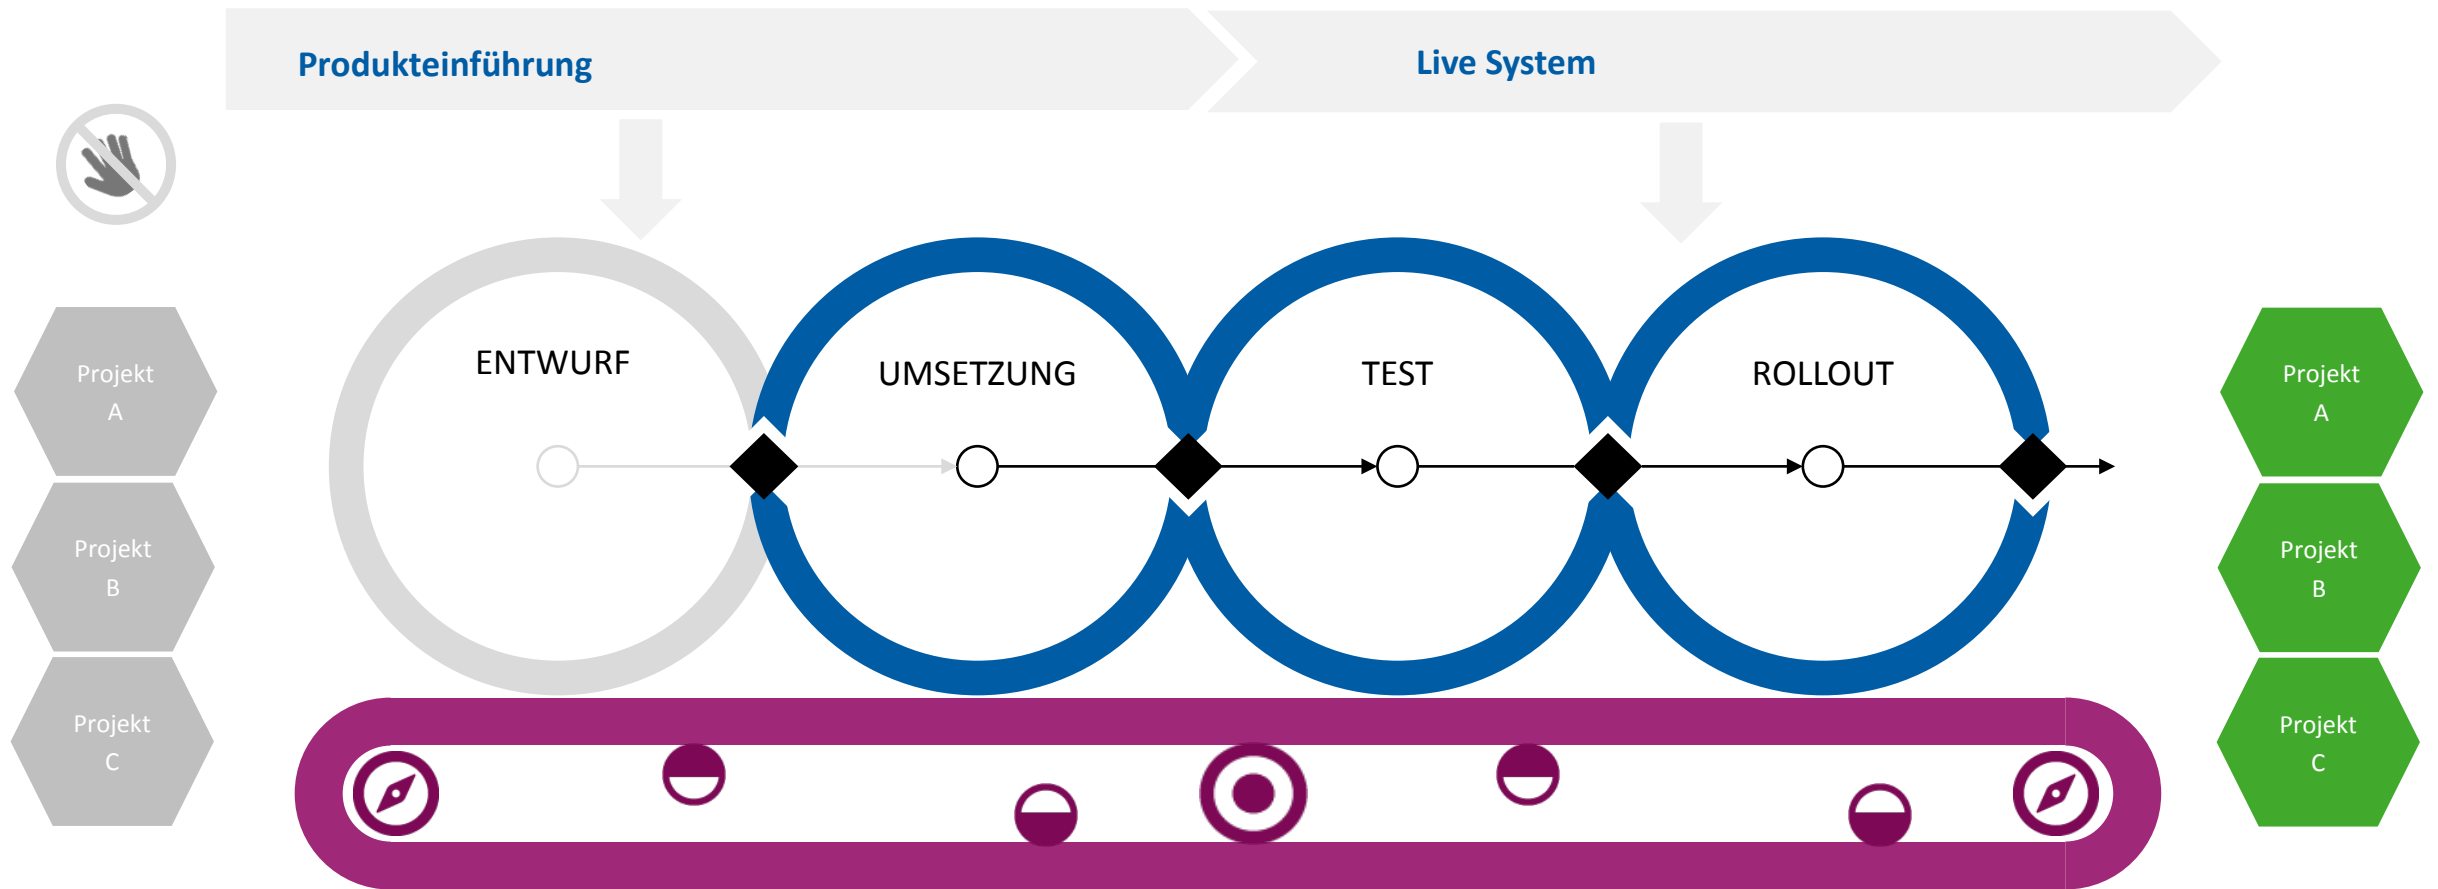 Produkteinführung
Live System
ENTWURF
UMSETZUNG
TEST
ROLLOUT
Projekt
A
Projekt
B
Projekt
C
Projekt
A
Projekt
B
Projekt
C